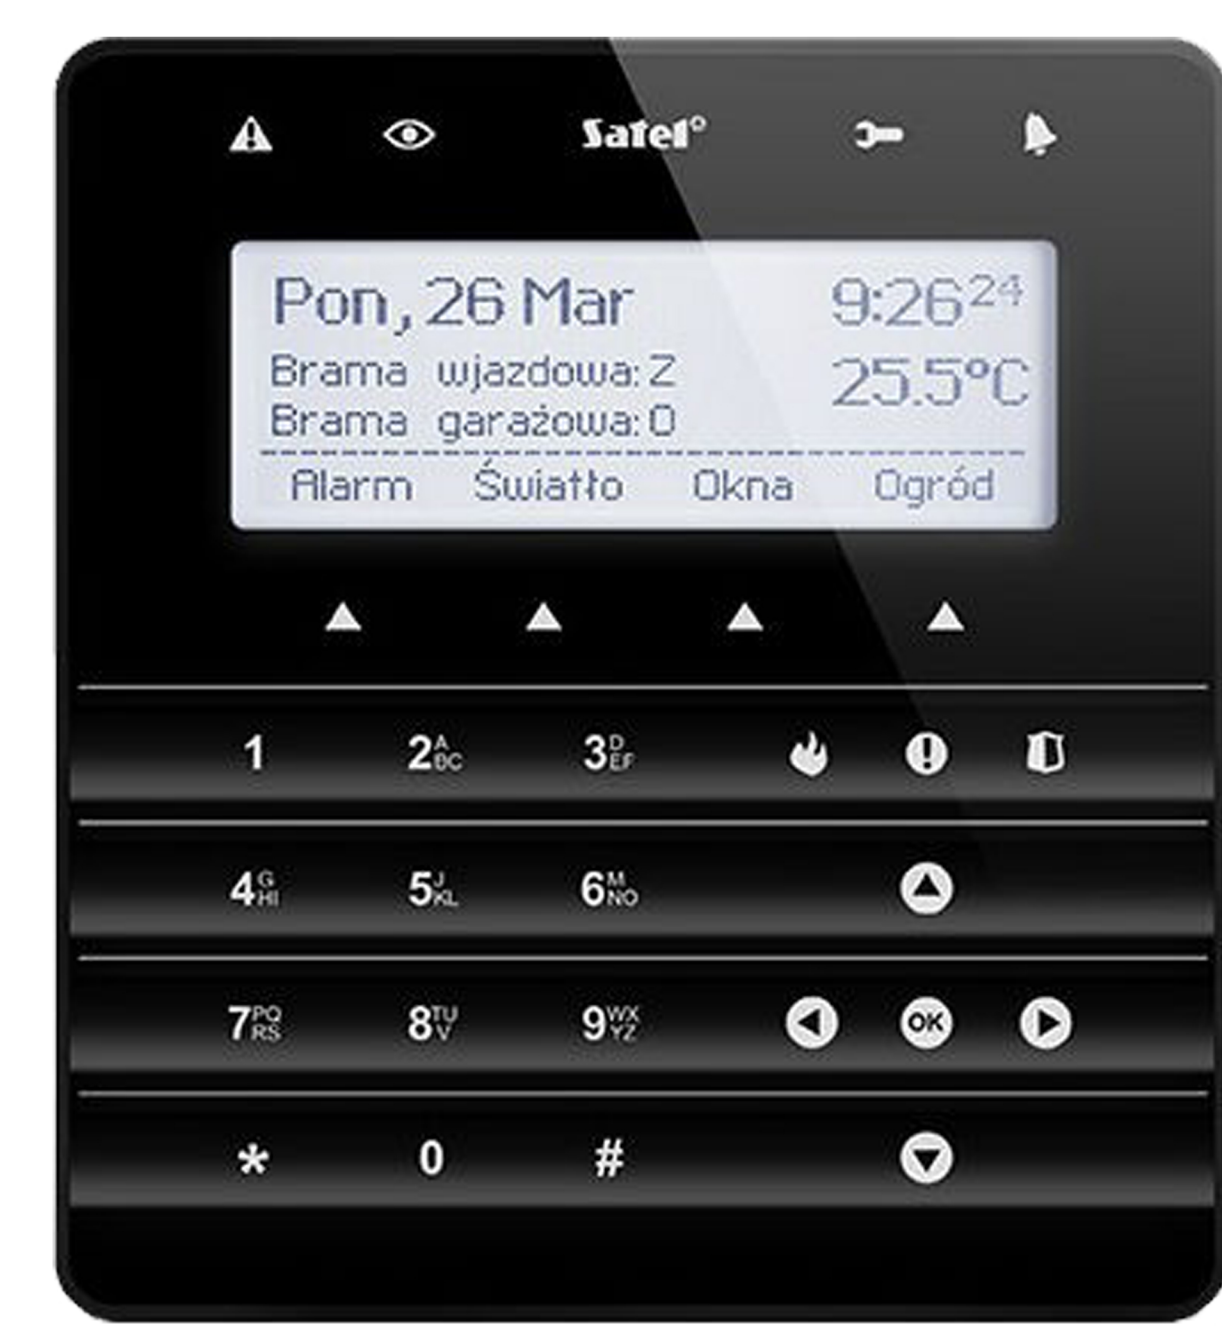 Satel
Pon, 26 Mar 9:26 24
Brama wjazdowa: Z 25.5°C
Brama garażowa: O
Alarm Światło Okna Ogród
1 2 ABC 3 DEF
4 GHI 5 JKL 6 MNO
7 PQRS 8 TUV 9 WXYZ OK
* 0 #